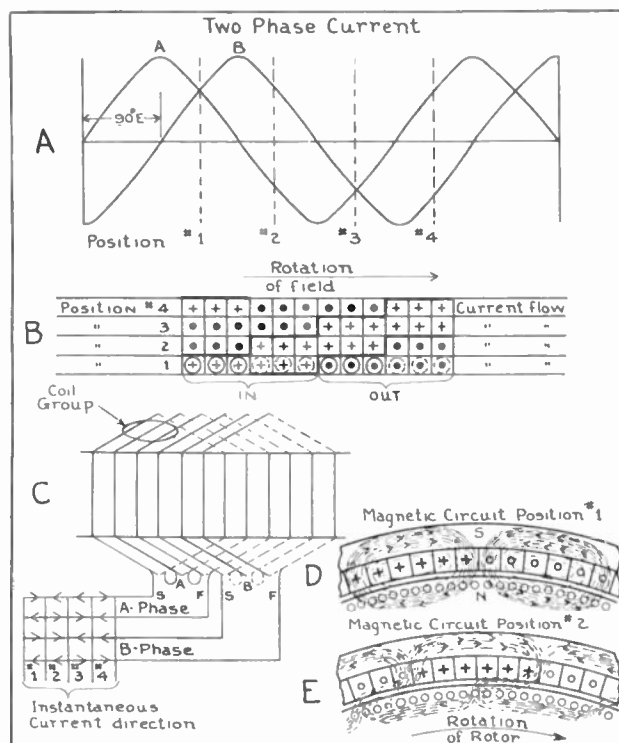 Two Phase Current
A B
90°E
A
Position #1 #2 #3 #4
Rotation
of field
B
Position #4 + + + • • • • • • + + + Current flow
" 3 • • • • • • + + + + + + " "
" 2 • • • + + + + + + • • • " "
" 1 + + + + + + • • • • • • " "
IN OUT
Coil
Group
C
S A F S B F
A-Phase
B-Phase
#1 #2 #3 #4
Instantaneous
Current direction
Magnetic Circuit Position #1
S
D
N
Magnetic Circuit Position #2
E
Rotation
of Rotor